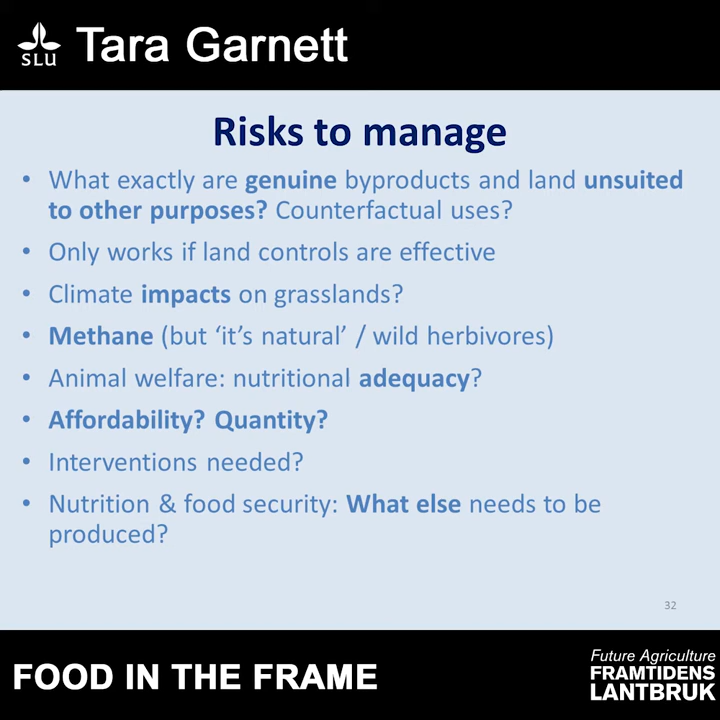 SLU
Tara Garnett
Risks to manage
• What exactly are genuine byproducts and land unsuited
to other purposes? Counterfactual uses?
• Only works if land controls are effective
• Climate impacts on grasslands?
• Methane (but ‘it’s natural’ / wild herbivores)
• Animal welfare: nutritional adequacy?
• Affordability? Quantity?
• Interventions needed?
• Nutrition & food security: What else needs to be
produced?
32
FOOD IN THE FRAME
Future Agriculture
FRAMTIDENS
LANTBRUK